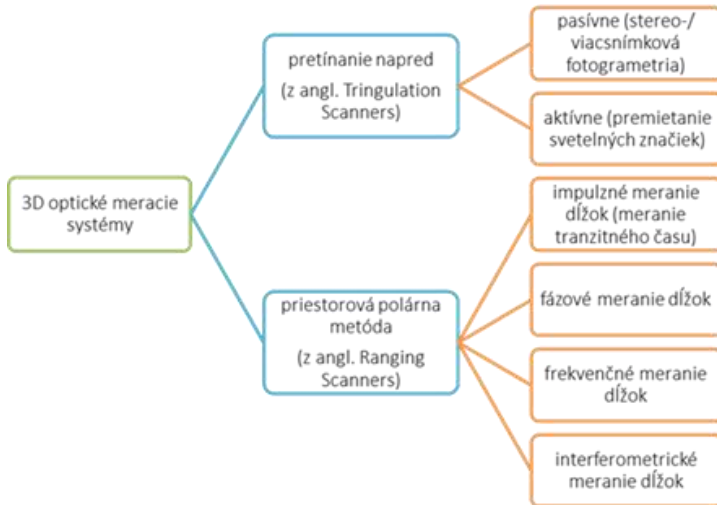 3D optické meracie
systémy
pretínanie napred
(z angl. Tringulation
Scanners)
pasívne (stereo-/
viacsnímková
fotogrametria)
aktívne (premietanie
svetelných značiek)
priestorová polárna
metóda
(z angl. Ranging
Scanners)
impulzné meranie
dĺžok (meranie
tranzitného času)
fázové meranie dĺžok
frekvenčné meranie
dĺžok
interferometrické
meranie dĺžok